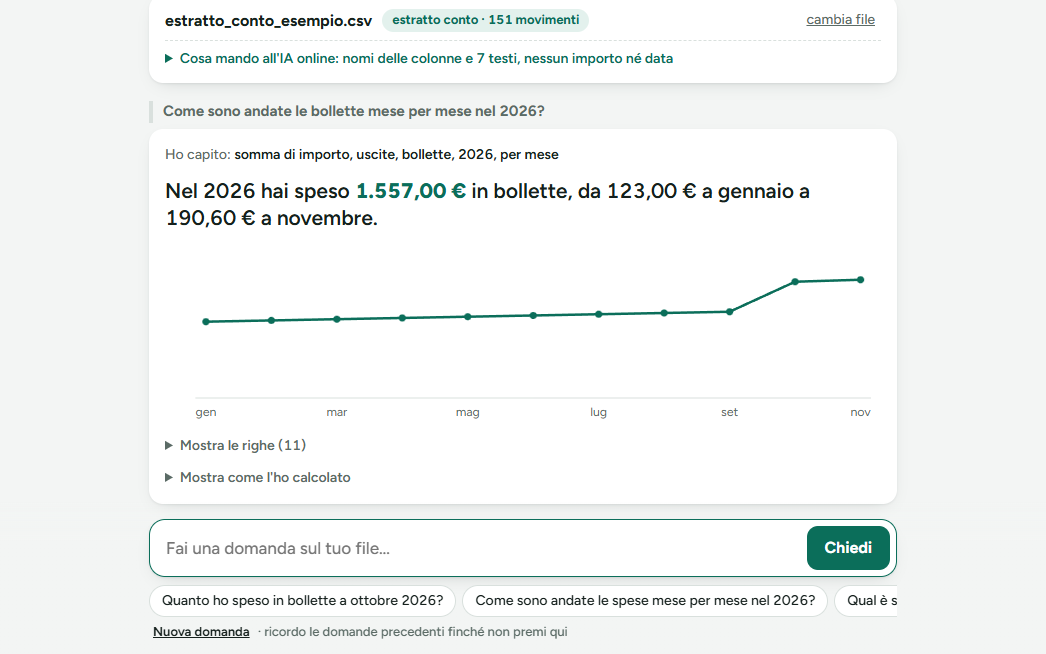 estratto_conto_esempio.csv estratto conto · 151 movimenti cambia file
Cosa mando all'IA online: nomi delle colonne e 7 testi, nessun importo né data
Come sono andate le bollette mese per mese nel 2026?
Ho capito: somma di importo, uscite, bollette, 2026, per mese
Nel 2026 hai speso 1.557,00 € in bollette, da 123,00 € a gennaio a
190,60 € a novembre.
gen mar mag lug set nov
Mostra le righe (11)
Mostra come l'ho calcolato
Fai una domanda sul tuo file... Chiedi
Quanto ho speso in bollette a ottobre 2026? Come sono andate le spese mese per mese nel 2026? Qual è s
Nuova domanda · ricordo le domande precedenti finché non premi qui